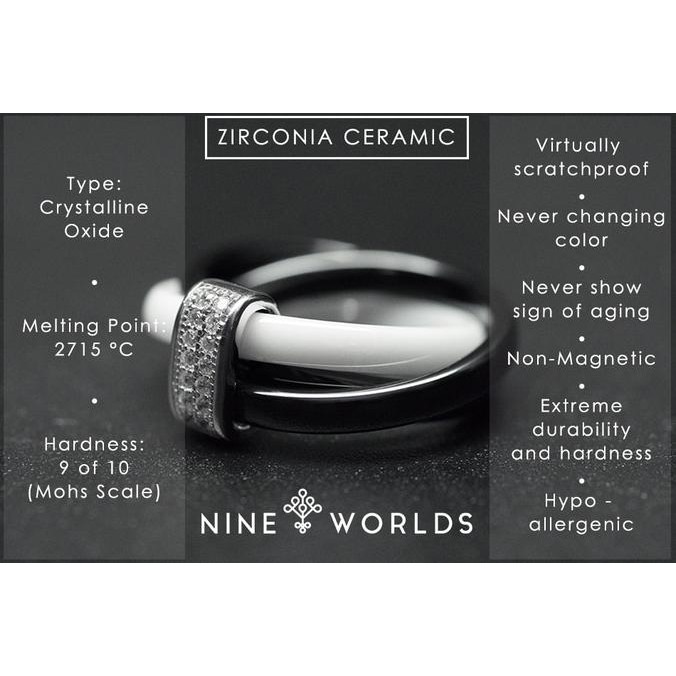 ZIRCONIA CERAMIC
Type:
Crystalline
Oxide
•
Melting Point:
2715 ºC
•
Hardness:
9 of 10
(Mohs Scale)
Virtually
scratchproof
•
Never changing
color
•
Never show
sign of aging
•
Non-Magnetic
•
Extreme
durability
and hardness
•
Hypo -
allergenic
NINE WORLDS